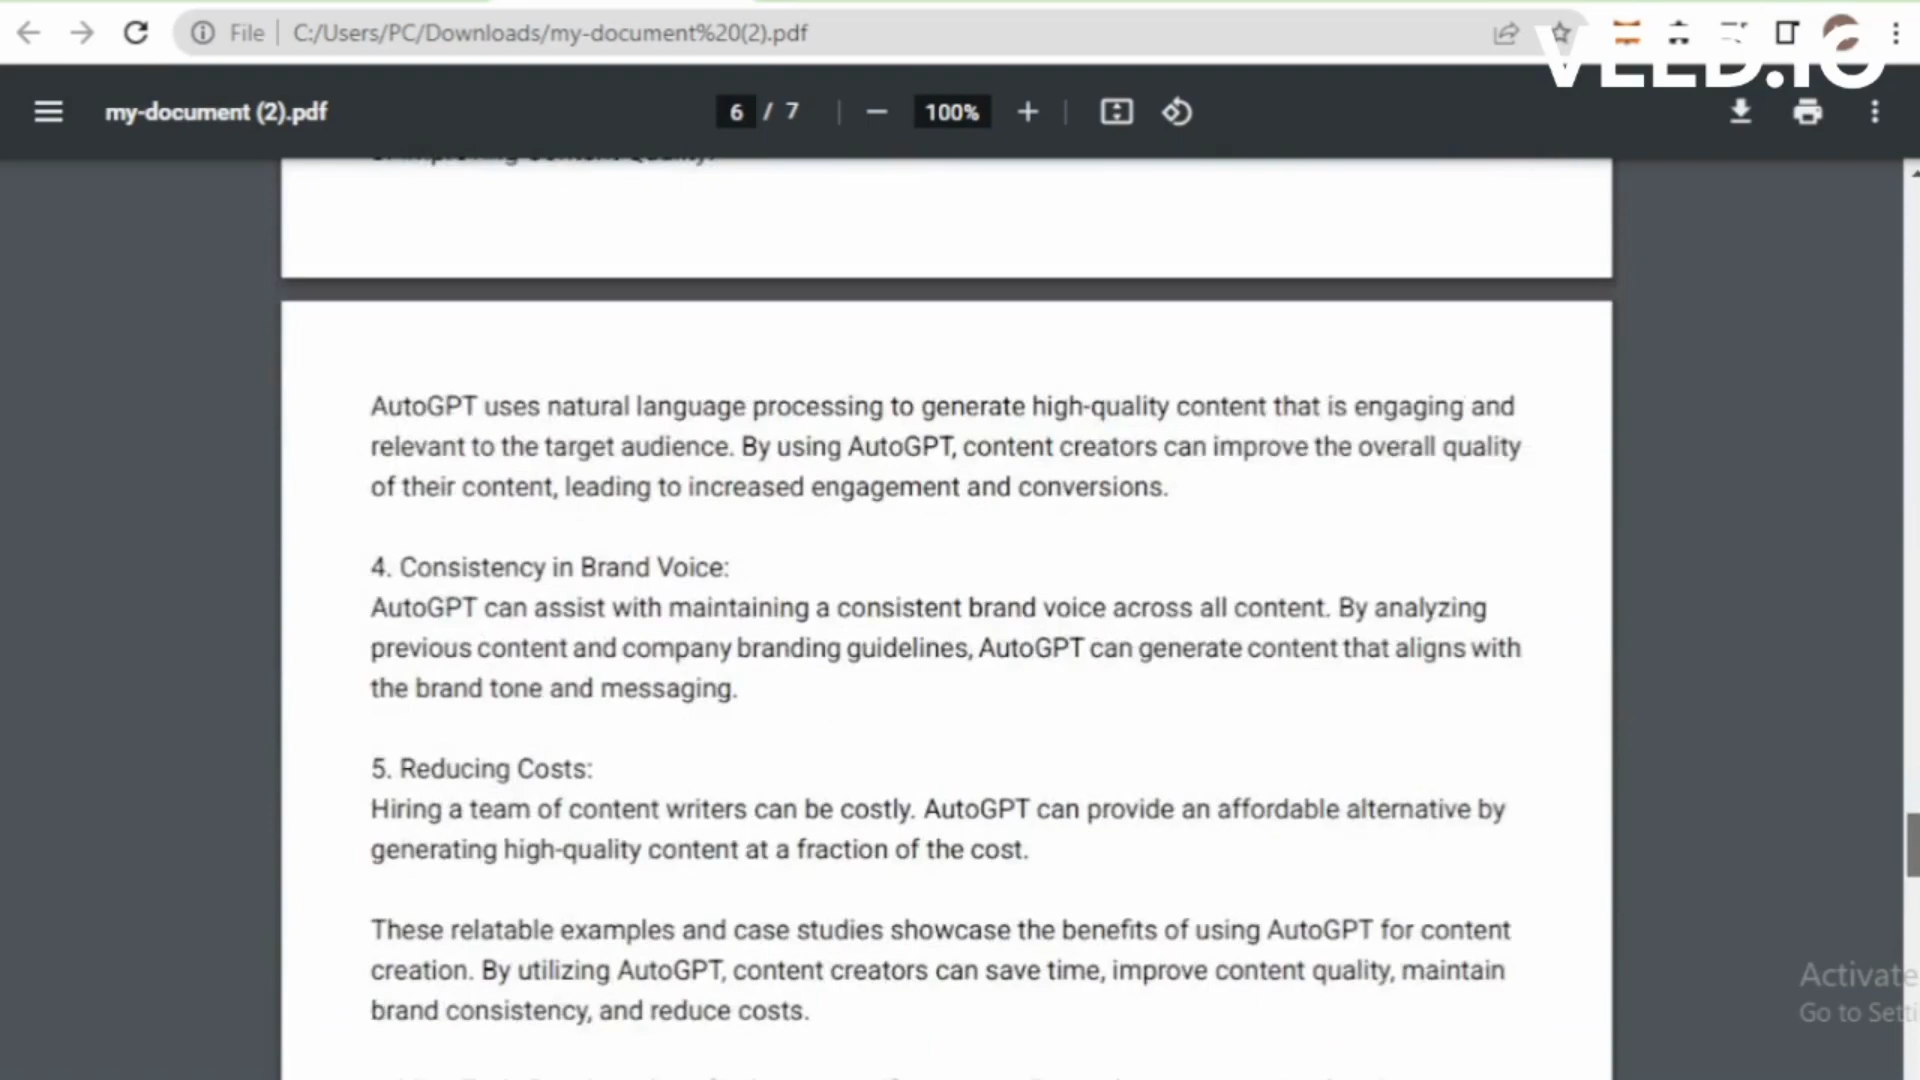 File
C:/Users/PC/Downloads/my-document%20(2).pdf
VEED.IO
my-document (2).pdf
6 / 7
100%
AutoGPT uses natural language processing to generate high-quality content that is engaging and
relevant to the target audience. By using AutoGPT, content creators can improve the overall quality
of their content, leading to increased engagement and conversions.
4. Consistency in Brand Voice:
AutoGPT can assist with maintaining a consistent brand voice across all content. By analyzing
previous content and company branding guidelines, AutoGPT can generate content that aligns with
the brand tone and messaging.
5. Reducing Costs:
Hiring a team of content writers can be costly. AutoGPT can provide an affordable alternative by
generating high-quality content at a fraction of the cost.
These relatable examples and case studies showcase the benefits of using AutoGPT for content
creation. By utilizing AutoGPT, content creators can save time, improve content quality, maintain
brand consistency, and reduce costs.
Activate
Go to Setti